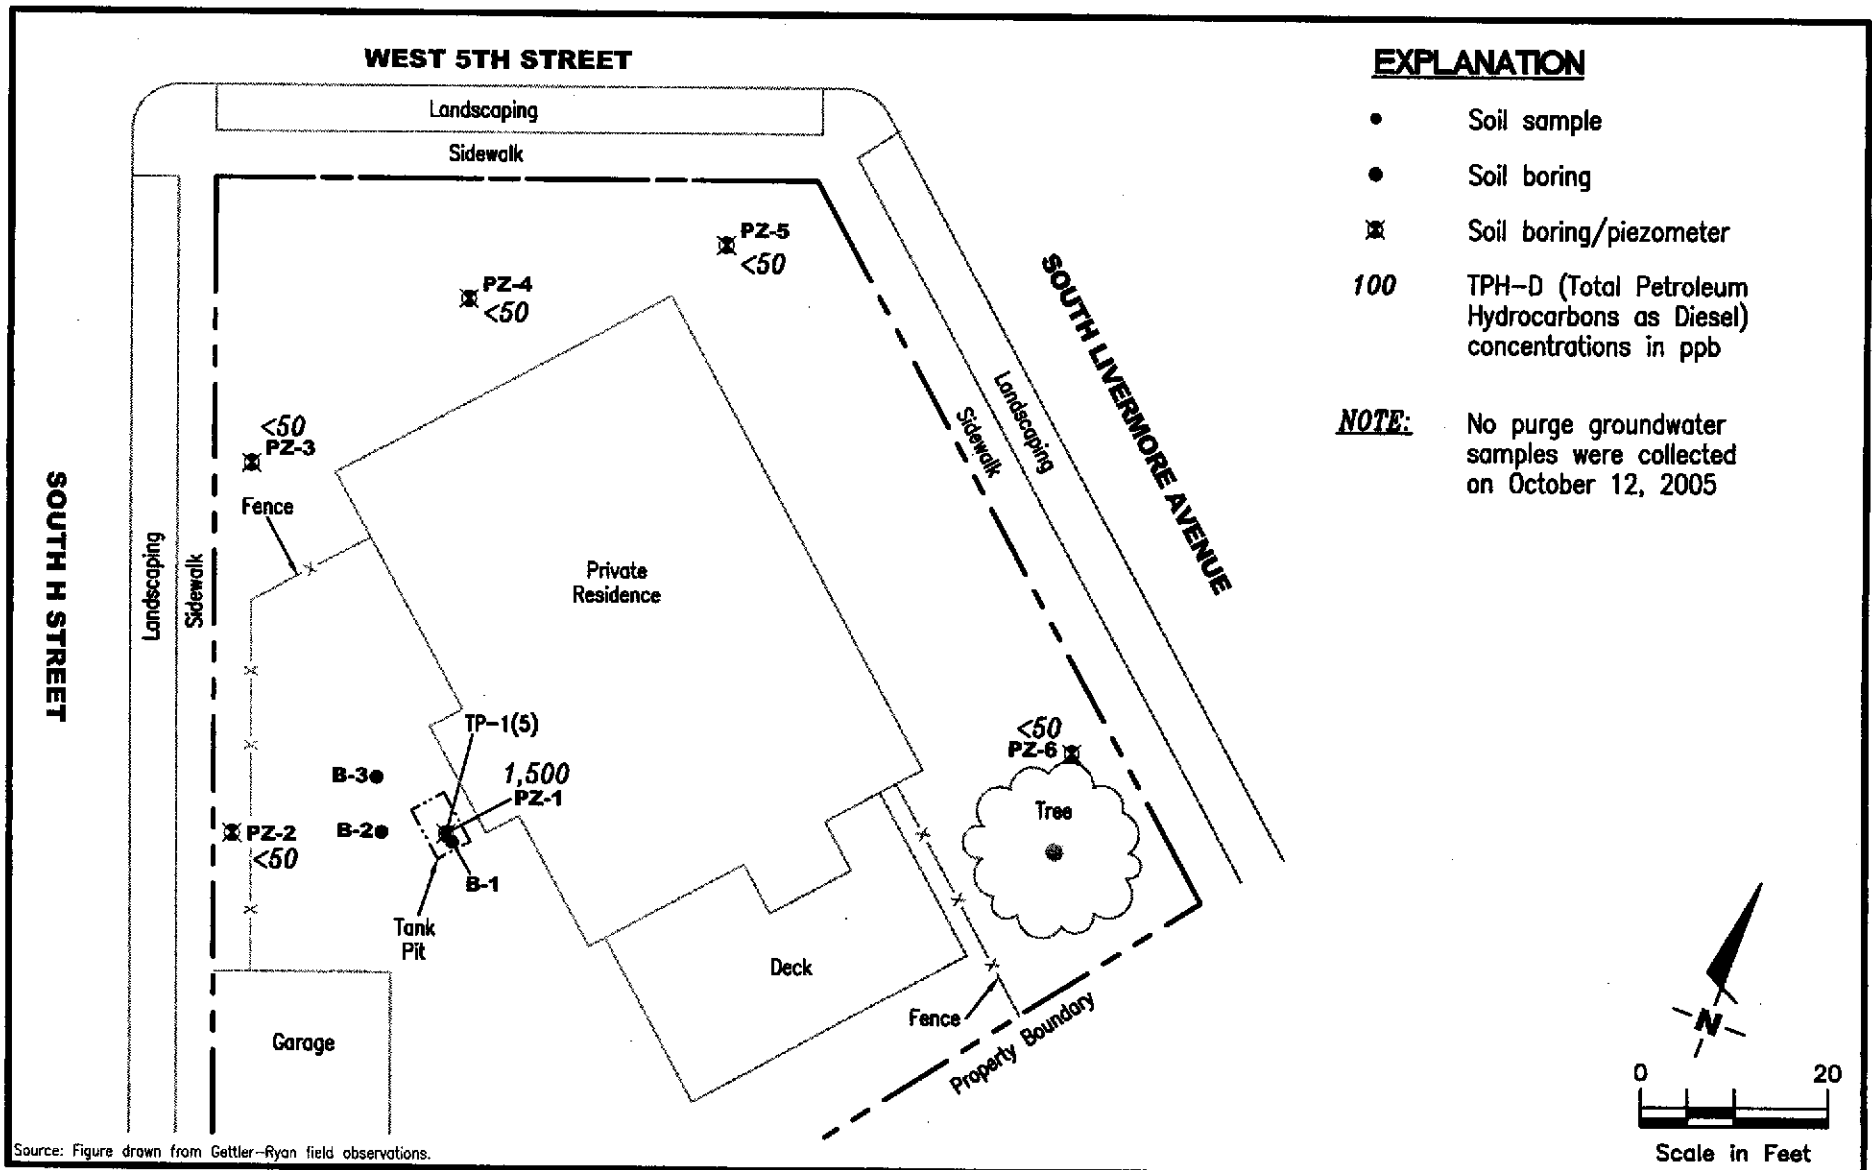 WEST 5TH STREET
Landscaping
Sidewalk
EXPLANATION
Soil sample
Soil boring
Soil boring/piezometer
100 TPH-D (Total Petroleum
Hydrocarbons as Diesel)
concentrations in ppb
NOTE: No purge groundwater
samples were collected
on October 12, 2005
PZ-5
<50
PZ-4
<50
<50
PZ-3
Fence
SOUTH H STREET
Landscaping
Sidewalk
Private
Residence
SOUTH LIVERMORE AVENUE
Landscaping
Sidewalk
TP-1(5)
1,500
PZ-1
B-3
B-2
PZ-2
<50
B-1
Tank
Pit
<50
PZ-6
Tree
Deck
Garage
Fence
Property Boundary
N
0 20
Scale in Feet
Source: Figure drawn from Gettler-Ryan field observations.